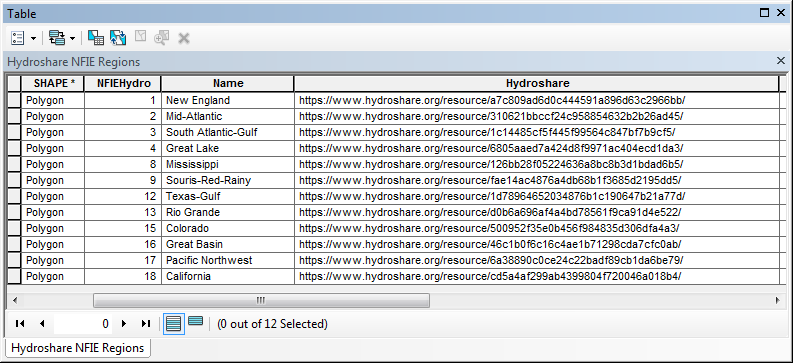 Table
Hydroshare NFIE Regions
SHAPE * NFIEHydro Name Hydroshare
Polygon 1 New England https://www.hydroshare.org/resource/a7c809ad6d0c444591a896d63c2966bb/
Polygon 2 Mid-Atlantic https://www.hydroshare.org/resource/310621bbccf24c958854632b2b26ad45/
Polygon 3 South Atlantic-Gulf https://www.hydroshare.org/resource/1c14485cf5f445f99564c847bf7b9cf5/
Polygon 4 Great Lake https://www.hydroshare.org/resource/6805aaed7a424d8f9971ac404ecd1da3/
Polygon 8 Mississippi https://www.hydroshare.org/resource/126bb28f05224636a8bc8b3d1bdad6b5/
Polygon 9 Souris-Red-Rainy https://www.hydroshare.org/resource/fae14ac4876a4db68b1f3685d2195dd5/
Polygon 12 Texas-Gulf https://www.hydroshare.org/resource/1d78964652034876b1c190647b21a77d/
Polygon 13 Rio Grande https://www.hydroshare.org/resource/d0b6a696af4a4bd78561f9ca91d4e522/
Polygon 15 Colorado https://www.hydroshare.org/resource/500952f35e0b456f984835d306dfa4a3/
Polygon 16 Great Basin https://www.hydroshare.org/resource/46c1b0f6c16c4ae1b71298cda7cfc0ab/
Polygon 17 Pacific Northwest https://www.hydroshare.org/resource/6a38890c0ce24c22badf89cb1da6be79/
Polygon 18 California https://www.hydroshare.org/resource/cd5a4af299ab4399804f720046a018b4/
0 (0 out of 12 Selected)
Hydroshare NFIE Regions